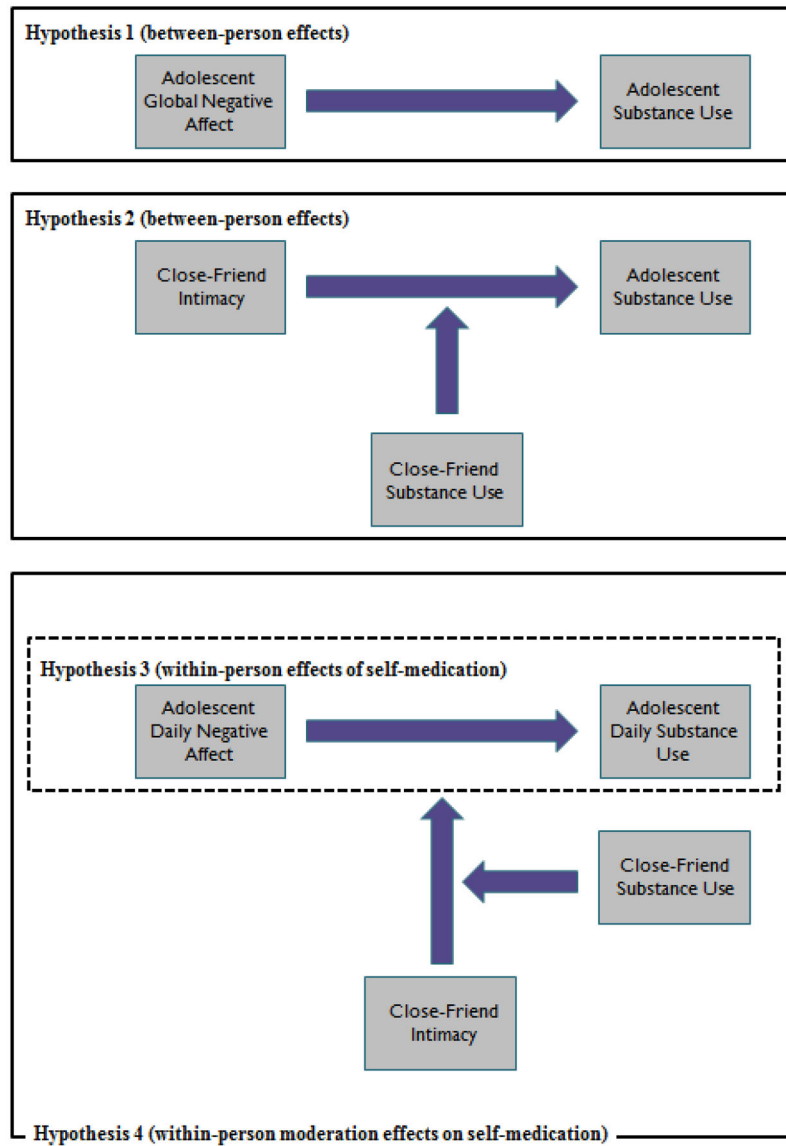 Hypothesis 1 (between-person effects)
Adolescent
Global Negative
Affect
Adolescent
Substance Use
Hypothesis 2 (between-person effects)
Close-Friend
Intimacy
Adolescent
Substance Use
Close-Friend
Substance Use
Hypothesis 3 (within-person effects of self-medication)
Adolescent
Daily Negative
Affect
Adolescent
Daily Substance
Use
Close-Friend
Substance Use
Close-Friend
Intimacy
Hypothesis 4 (within-person moderation effects on self-medication)